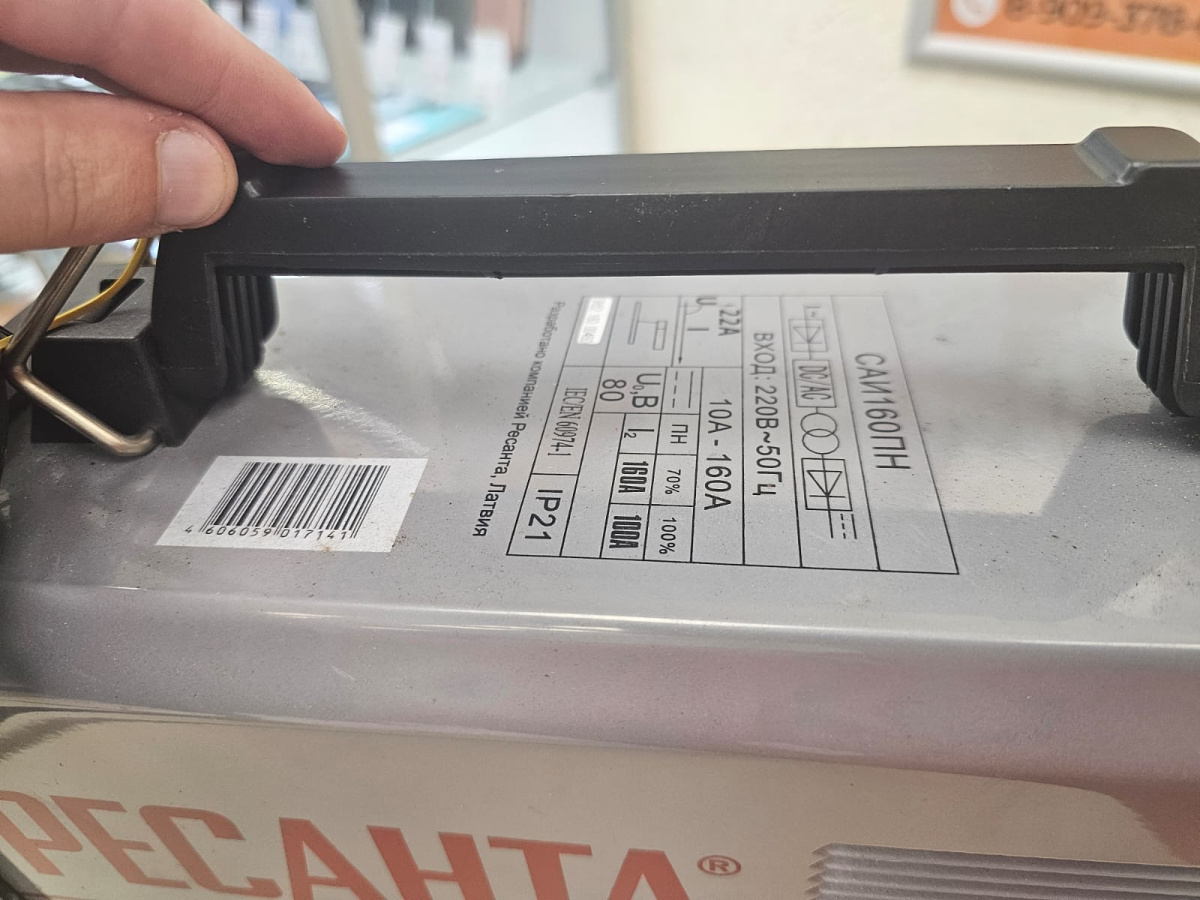 САИ160ПН
DC/AC
ВХОД: 220В~50Гц
22А
10А - 160А
U
I
ПН
70%
100%
U₀,В
80
I₂
160А
100А
IEC/EN 60974-1
IP21
Разработано компанией Ресанта, Латвия
4 606059 017141
РЕСАНТА®